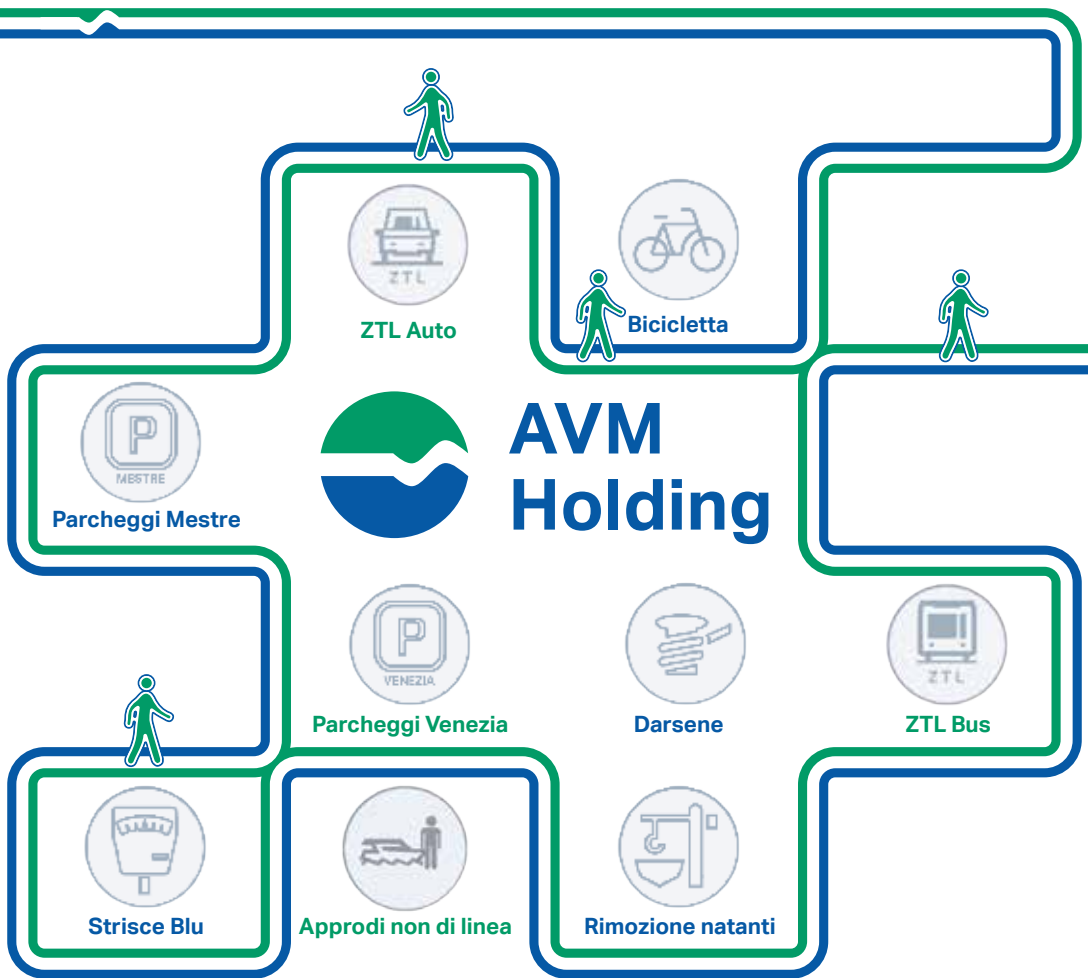 ZTL
ZTL Auto
Bicicletta
P
MESTRE
Parcheggi Mestre
AVM
Holding
P
VENEZIA
Parcheggi Venezia
Darsene
ZTL
ZTL Bus
Strisce Blu
Approdi non di linea
Rimozione natanti